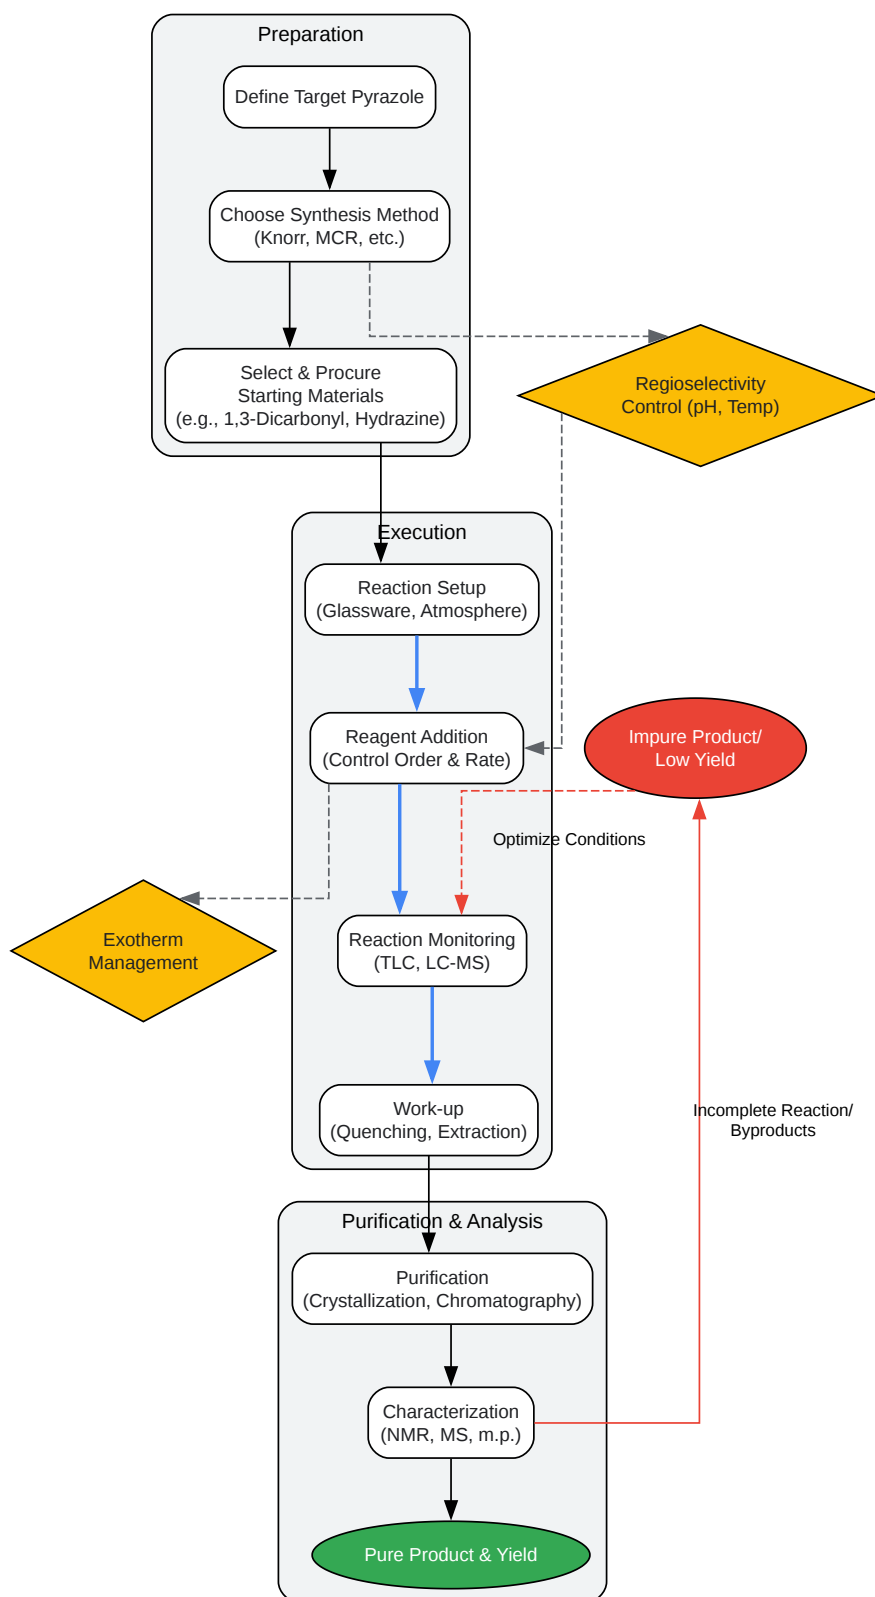 Preparation
Define Target Pyrazole
Choose Synthesis Method
(Knorr, MCR, etc.)
Select & Procure
Starting Materials
(e.g., 1,3-Dicarbonyl, Hydrazine)
Regioselectivity
Control (pH, Temp)
Execution
Reaction Setup
(Glassware, Atmosphere)
Reagent Addition
(Control Order & Rate)
Impure Product/
Low Yield
Optimize Conditions
Exotherm
Management
Reaction Monitoring
(TLC, LC-MS)
Work-up
(Quenching, Extraction)
Incomplete Reaction/
Byproducts
Purification & Analysis
Purification
(Crystallization, Chromatography)
Characterization
(NMR, MS, m.p.)
Pure Product & Yield